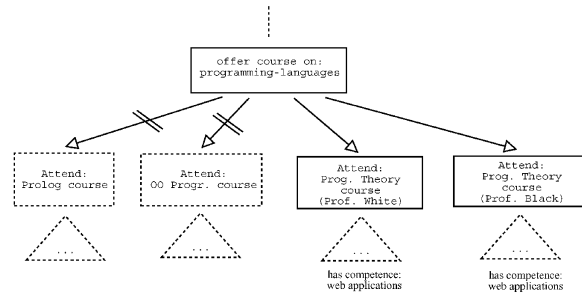 offer course on:
programming-languages
Attend:
Prolog course
Attend:
OO Progr. course
Attend:
Prog. Theory
course
(Prof. White)
Attend:
Prog. Theory
course
(Prof. Black)
...
...
...
...
has competence:
web applications
has competence:
web applications